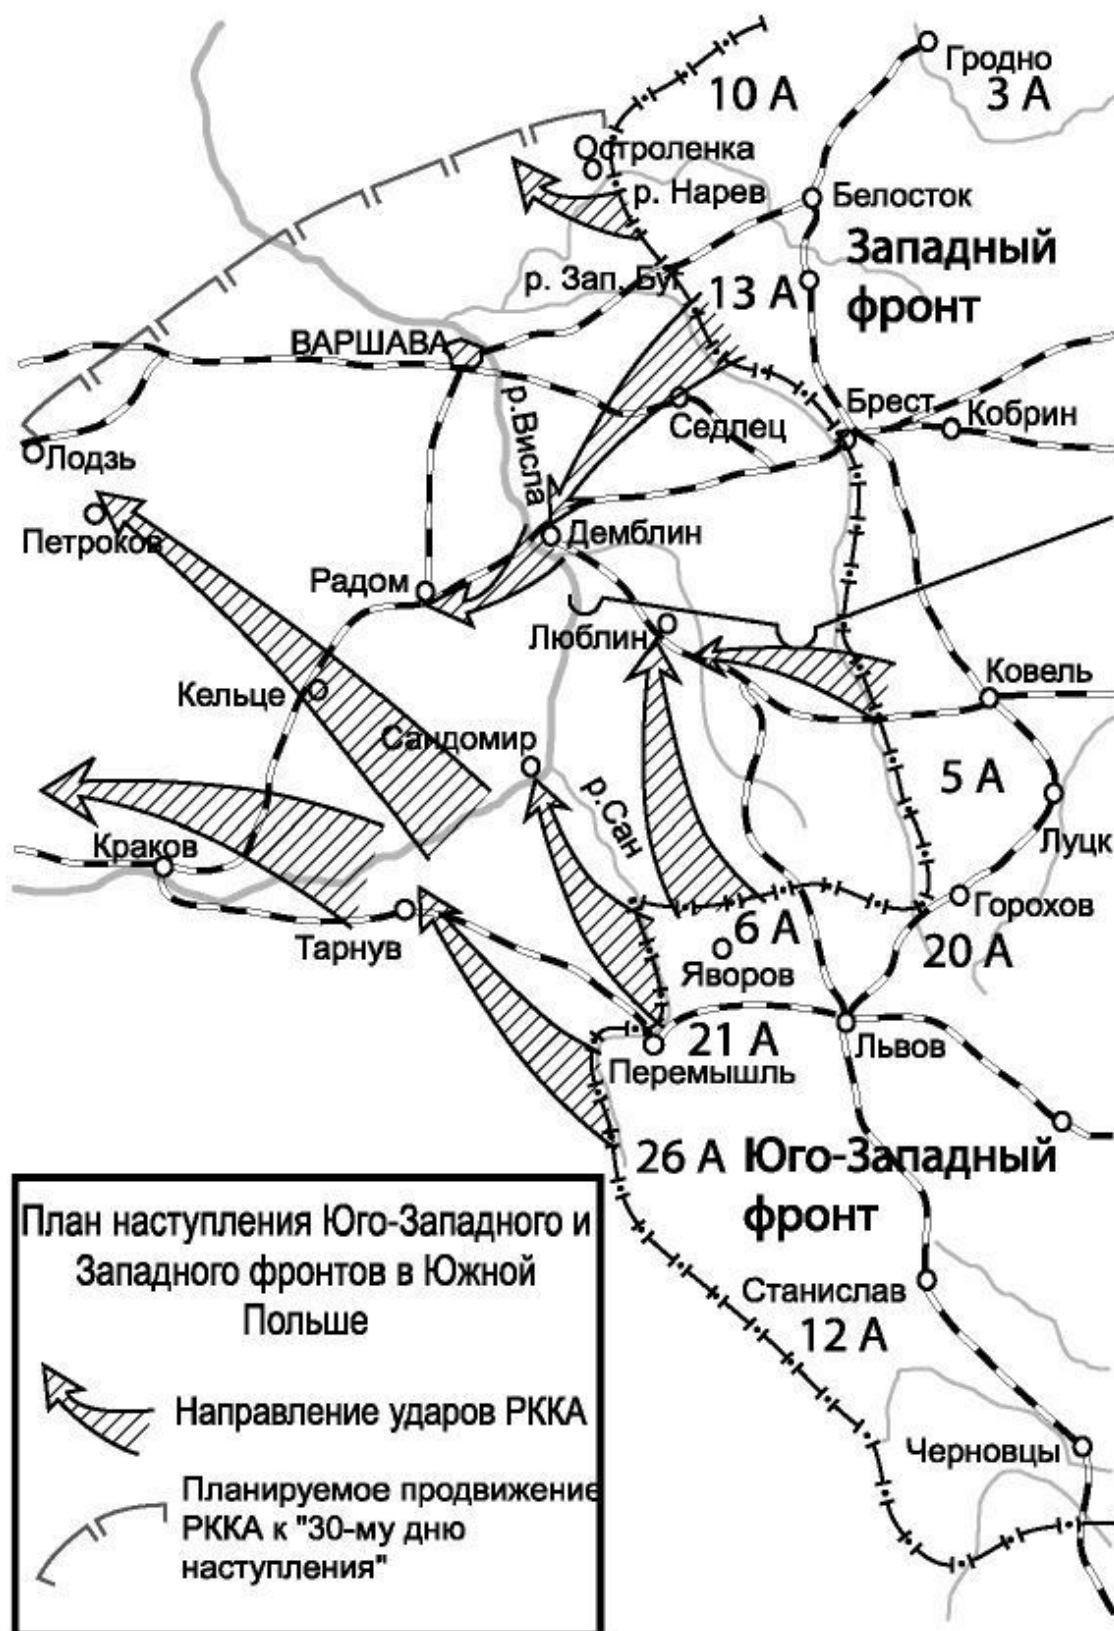 Гродно
10 А
3 А
Остроленка
р. Нарев
Белосток
Западный
фронт
р. Зап. Буг
13 А
ВАРШАВА
р.Висла
Седлец
Брест
Кобрин
Лодзь
Петроков
Демблин
Радом
Люблин
Ковель
Кельце
Сандомир
5 А
р.Сан
Луцк
Краков
Горохов
Тарнув
6 А
20 А
Яворов
21 А
Львов
Перемышль
26 А Юго-Западный
фронт
Станислав
12 А
Черновцы
План наступления Юго-Западного и
Западного фронтов в Южной
Польше
Направление ударов РККА
Планируемое продвижение
РККА к "30-му дню
наступления"